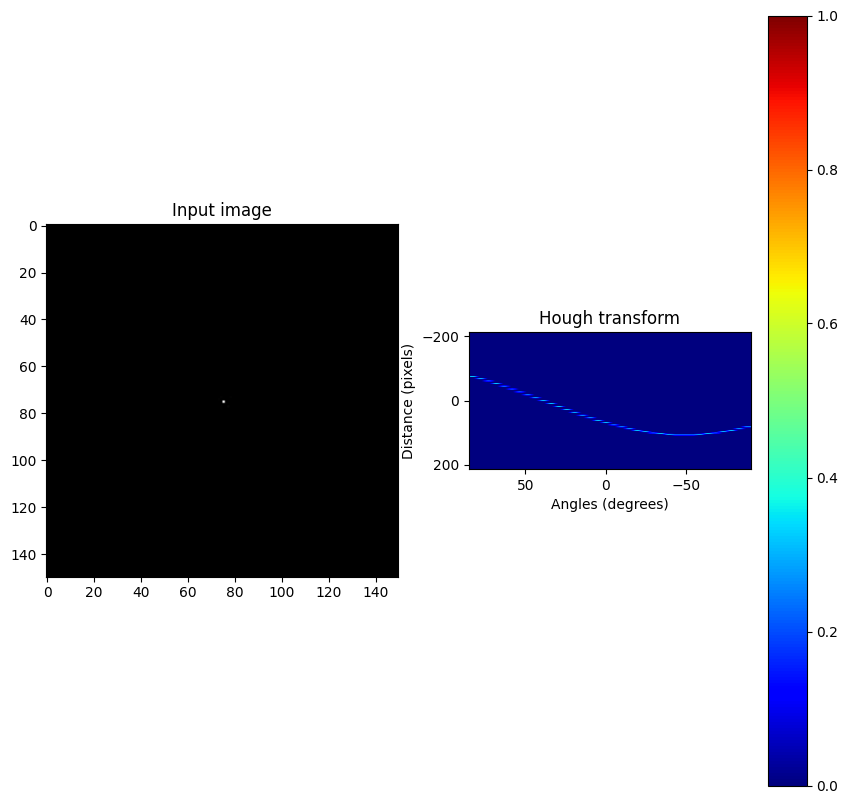 Input image
0
20
40
60
80
100
120
140
0 20 40 60 80 100 120 140
Hough transform
Distance (pixels)
−200
0
200
50 0 −50
Angles (degrees)
1.0
0.8
0.6
0.4
0.2
0.0